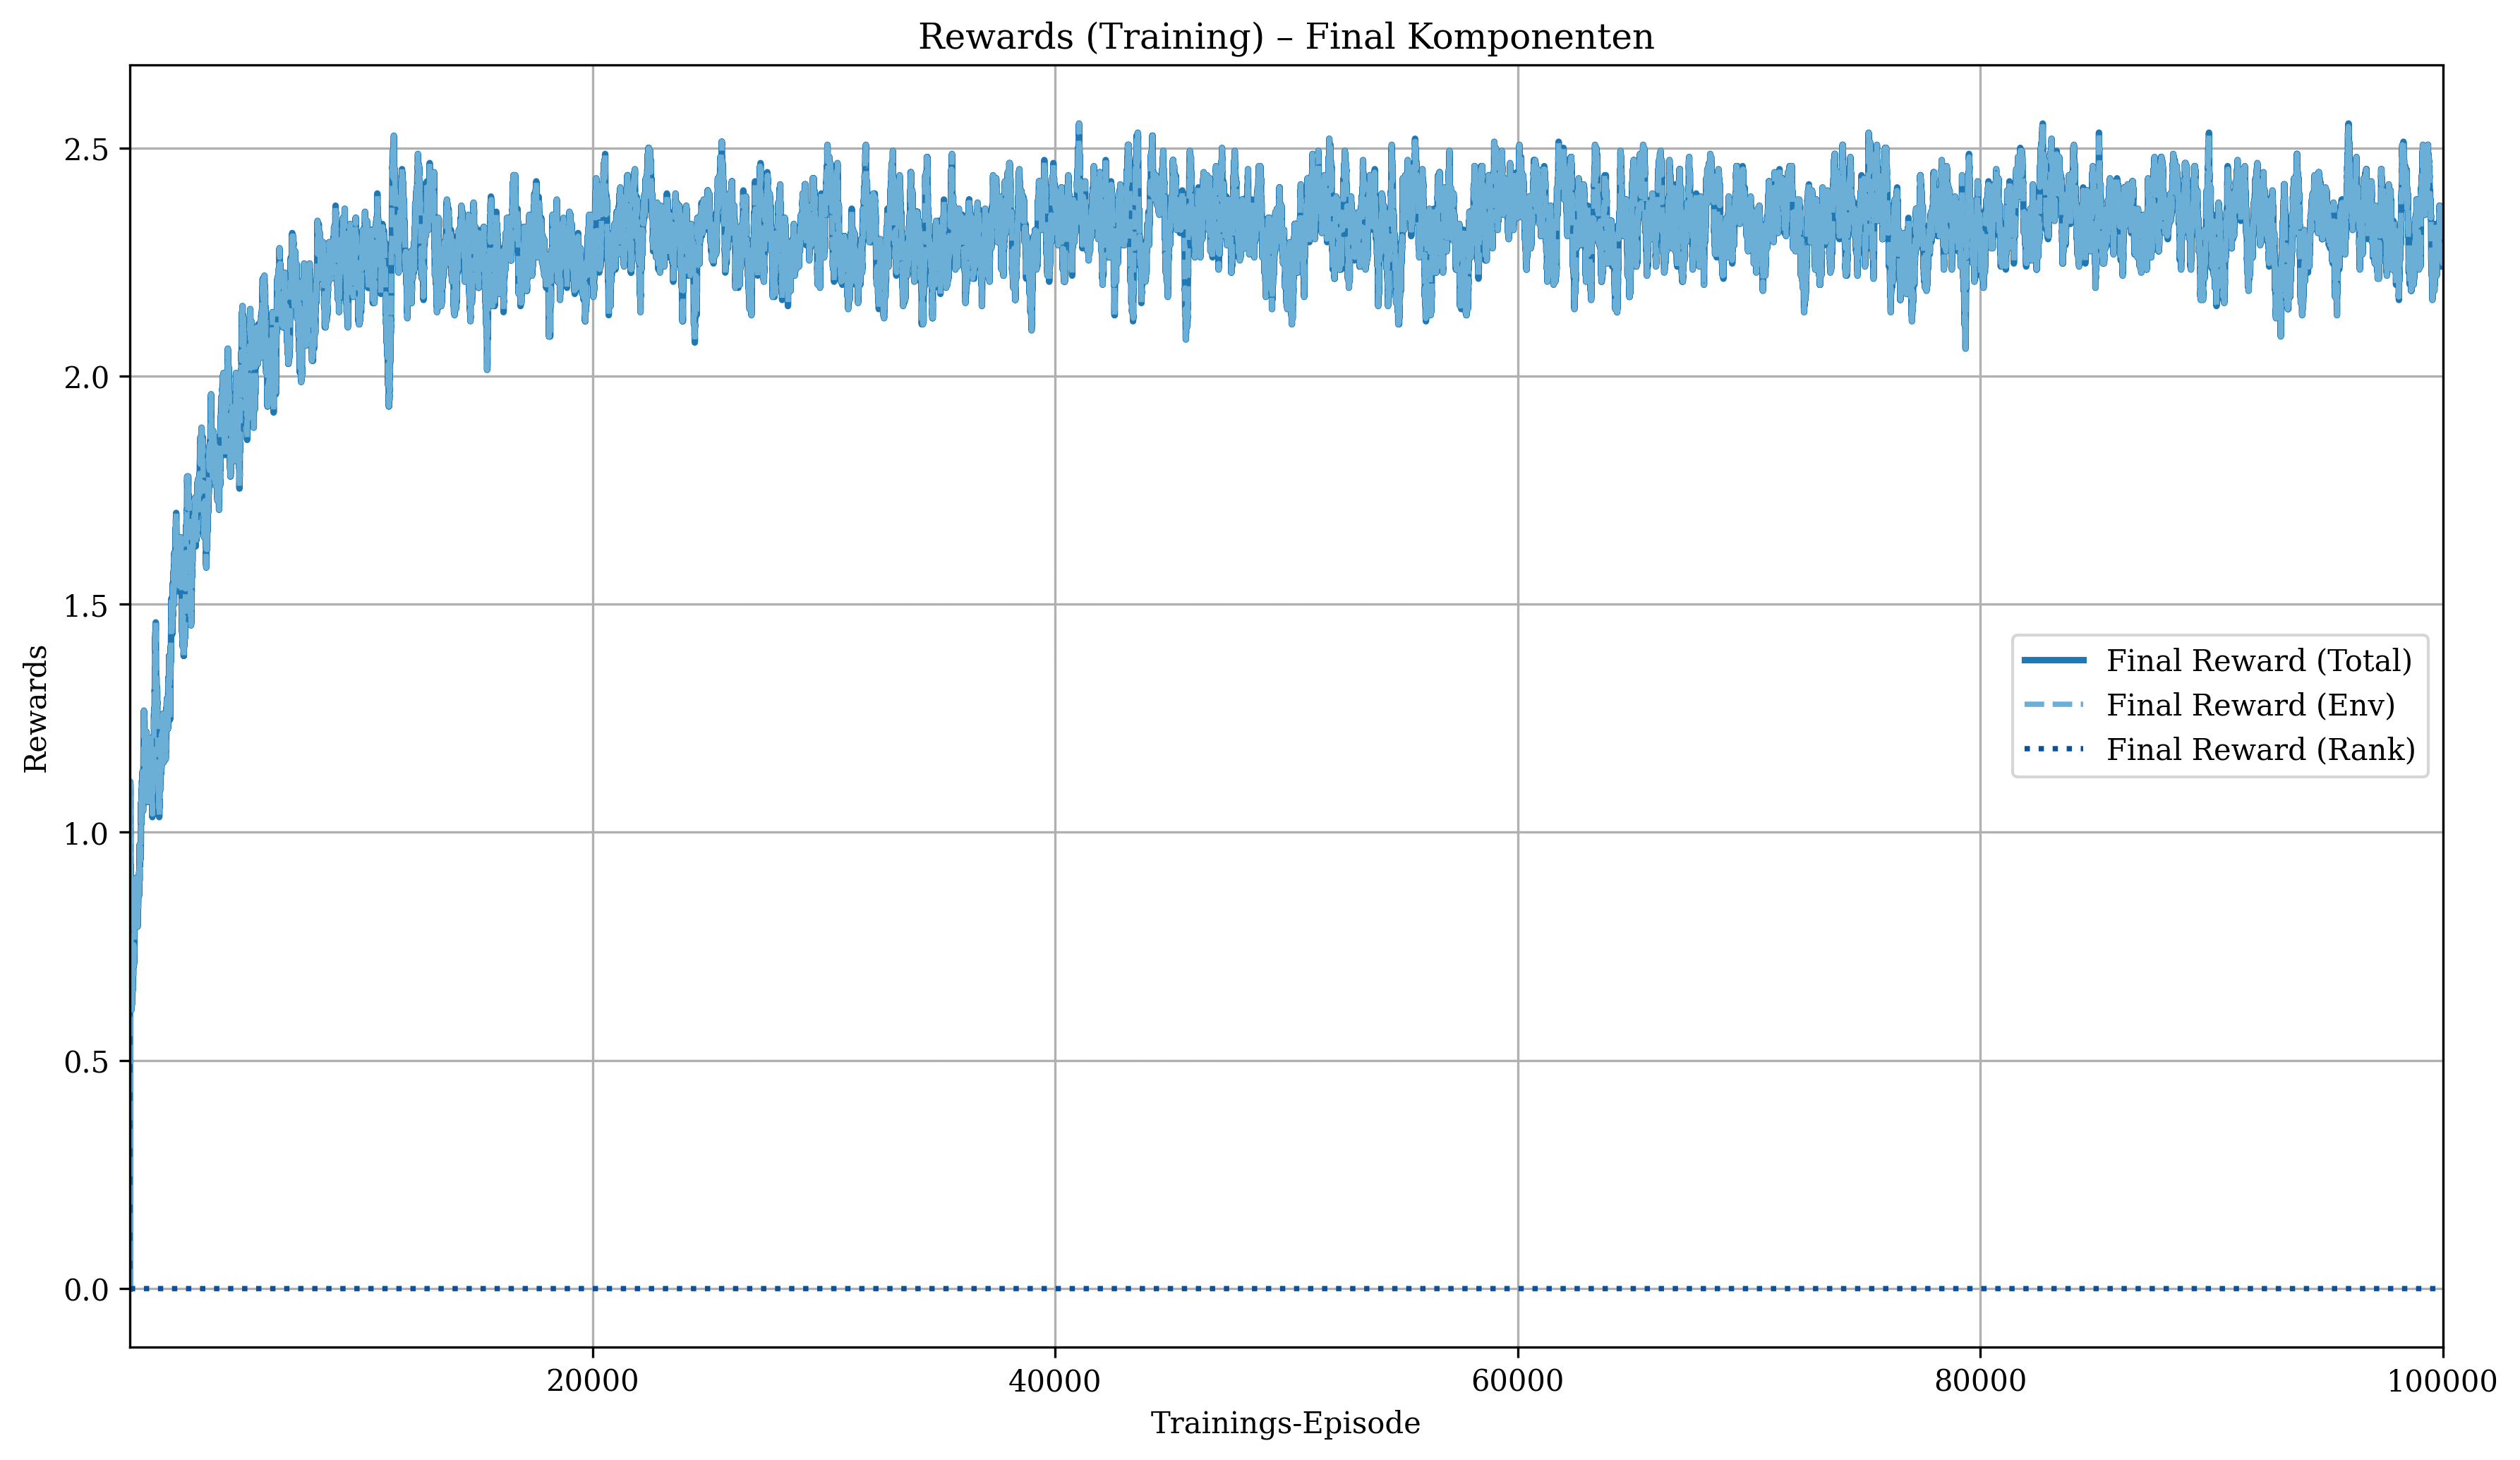 Rewards (Training) – Final Komponenten
Rewards
2.5
2.0
1.5
1.0
0.5
0.0
Final Reward (Total)
Final Reward (Env)
Final Reward (Rank)
20000
40000
60000
80000
100000
Trainings-Episode